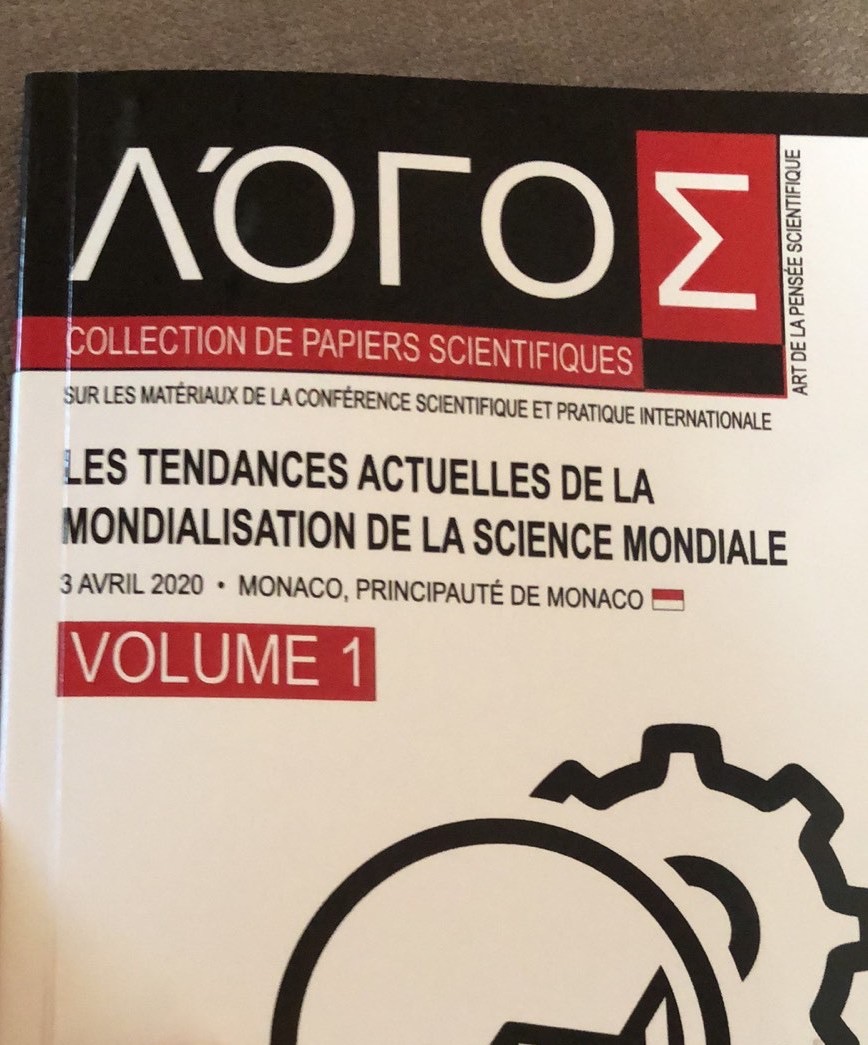 ΛΌΓΟΣ
COLLECTION DE PAPIERS SCIENTIFIQUES
ART DE LA PENSÉE SCIENTIFIQUE
SUR LES MATÉRIAUX DE LA CONFÉRENCE SCIENTIFIQUE ET PRATIQUE INTERNATIONALE
LES TENDANCES ACTUELLES DE LA
MONDIALISATION DE LA SCIENCE MONDIALE
3 AVRIL 2020 • MONACO, PRINCIPAUTÉ DE MONACO
VOLUME 1